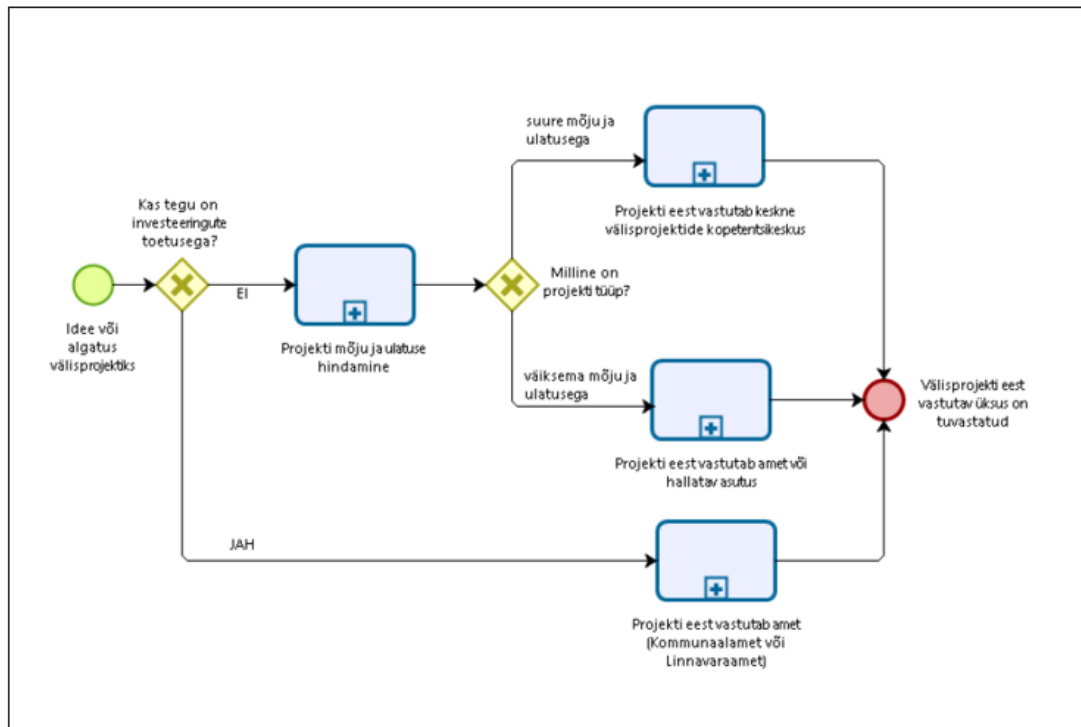 suure mõju ja
ulatusega
Projekti eest vastutab keskne
välisprojektide kopetentsikeskus
Kas tegu on
investeeringute
toetusega?
EI
Milline on
projekti tüüp?
Idee või
algatus
välisprojektiks
Projekti mõju ja ulatuse
hindamine
väiksema mõju ja
ulatusega
Välisprojekti eest
vastutav üksus on
tuvastatud
Projekti eest vastutab amet või
hallatav asutus
JAH
Projekti eest vastutab amet
(Kommunaalamet või
Linnavaraamet)